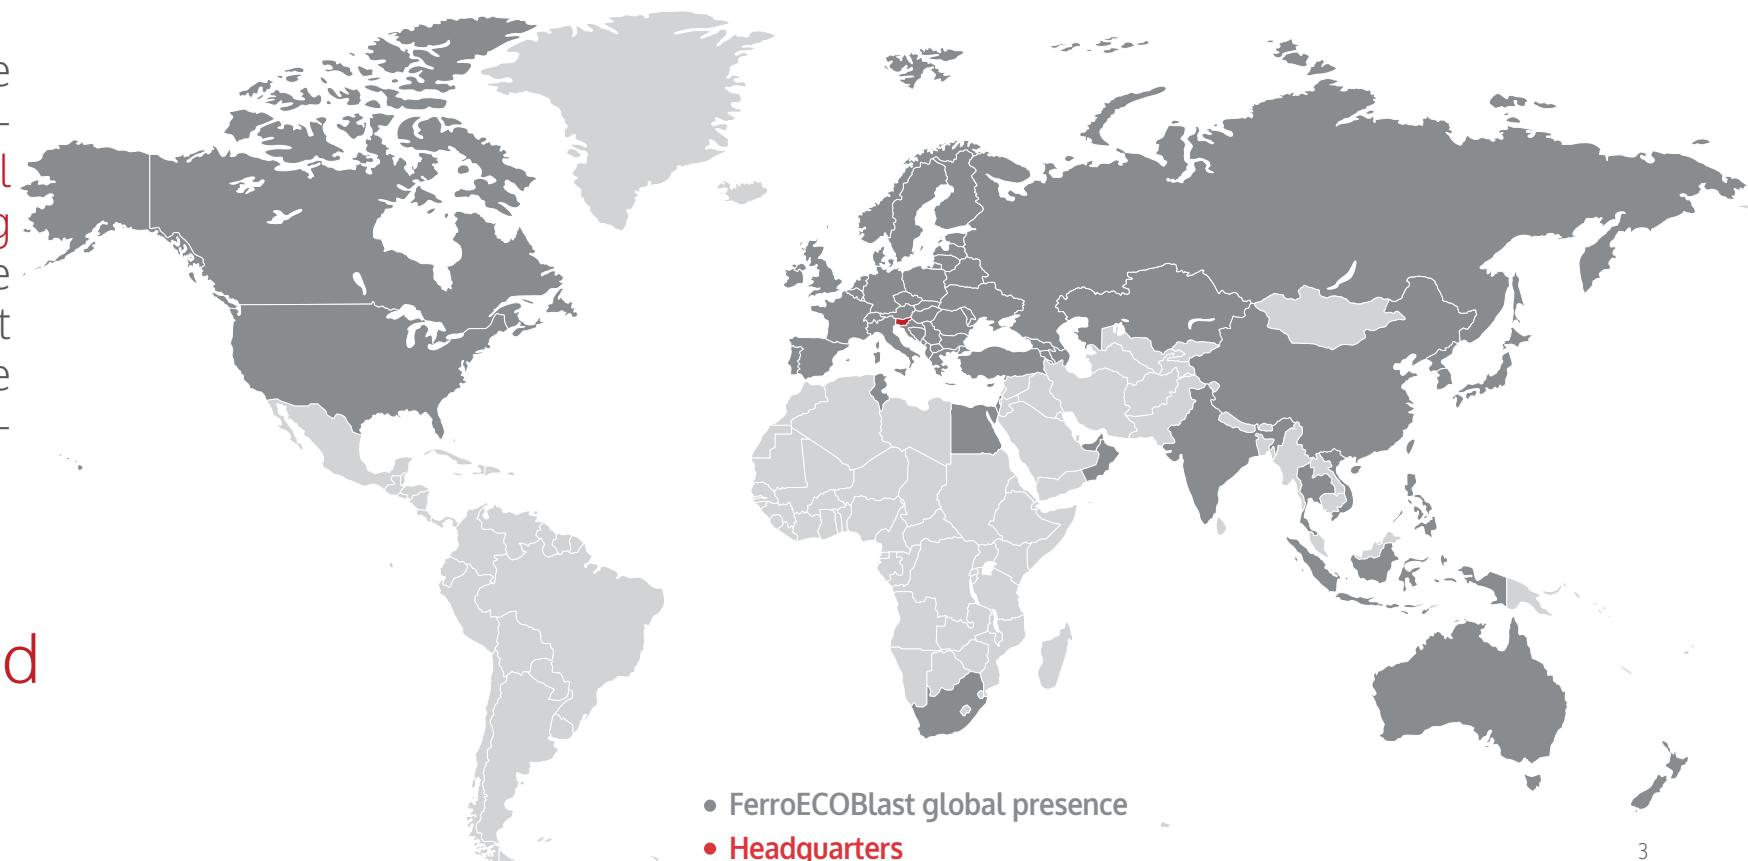 e
–
l
g
e
t
e
–
d
FerroECOBlast global presence
Headquarters
3